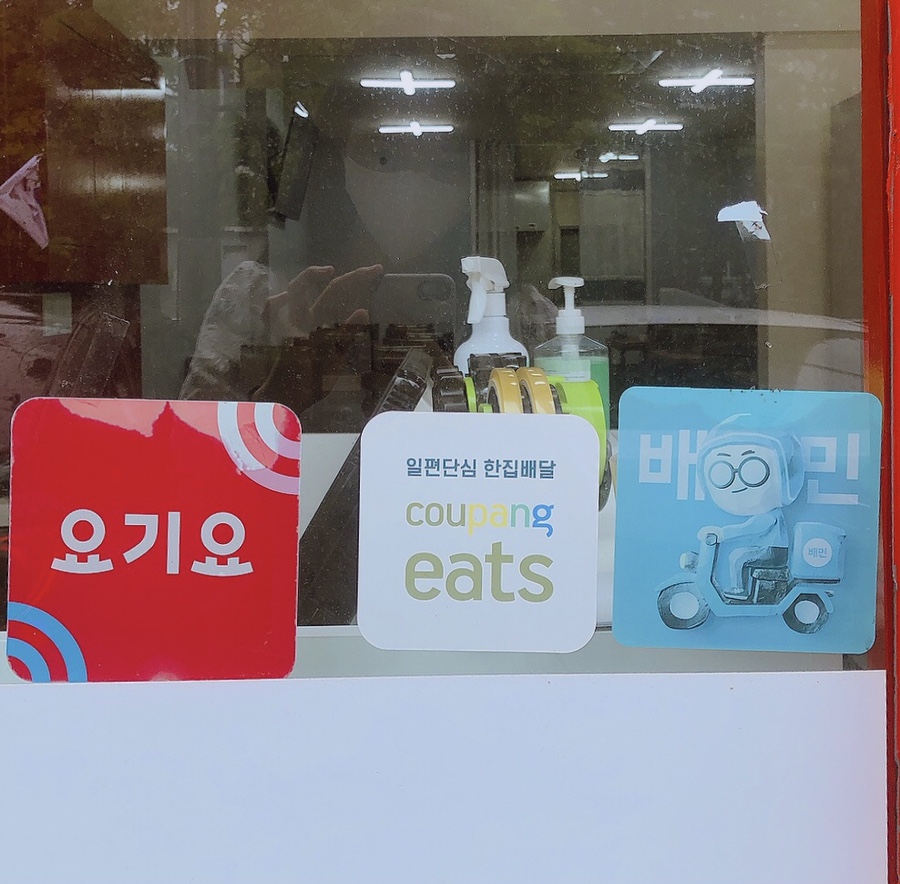 요기요
일편단심 한집배달
coupang
eats
배민
배민